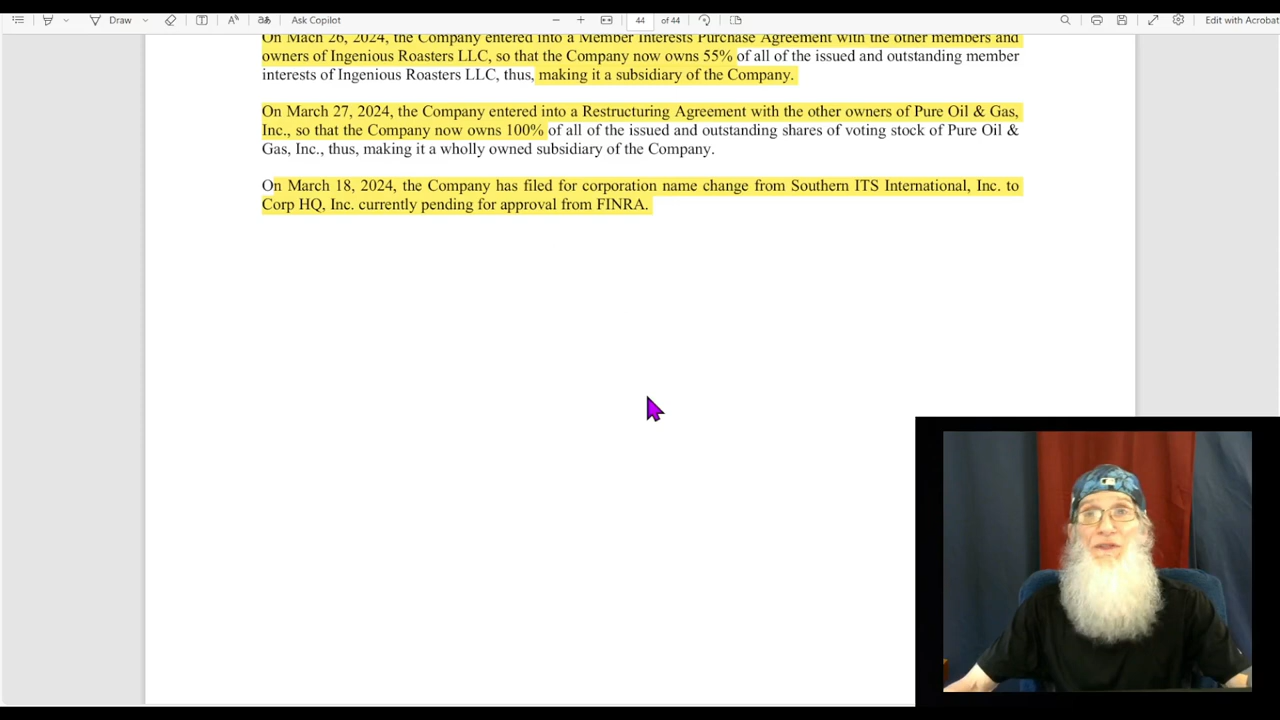 Draw
Ask Copilot
44 of 44
Edit with Acrobat
On Mach 26, 2024, the Company entered into a Member Interests Purchase Agreement with the other members and
owners of Ingenious Roasters LLC, so that the Company now owns 55% of all of the issued and outstanding member
interests of Ingenious Roasters LLC, thus, making it a subsidiary of the Company.
On March 27, 2024, the Company entered into a Restructuring Agreement with the other owners of Pure Oil & Gas,
Inc., so that the Company now owns 100% of all of the issued and outstanding shares of voting stock of Pure Oil &
Gas, Inc., thus, making it a wholly owned subsidiary of the Company.
On March 18, 2024, the Company has filed for corporation name change from Southern ITS International, Inc. to
Corp HQ, Inc. currently pending for approval from FINRA.